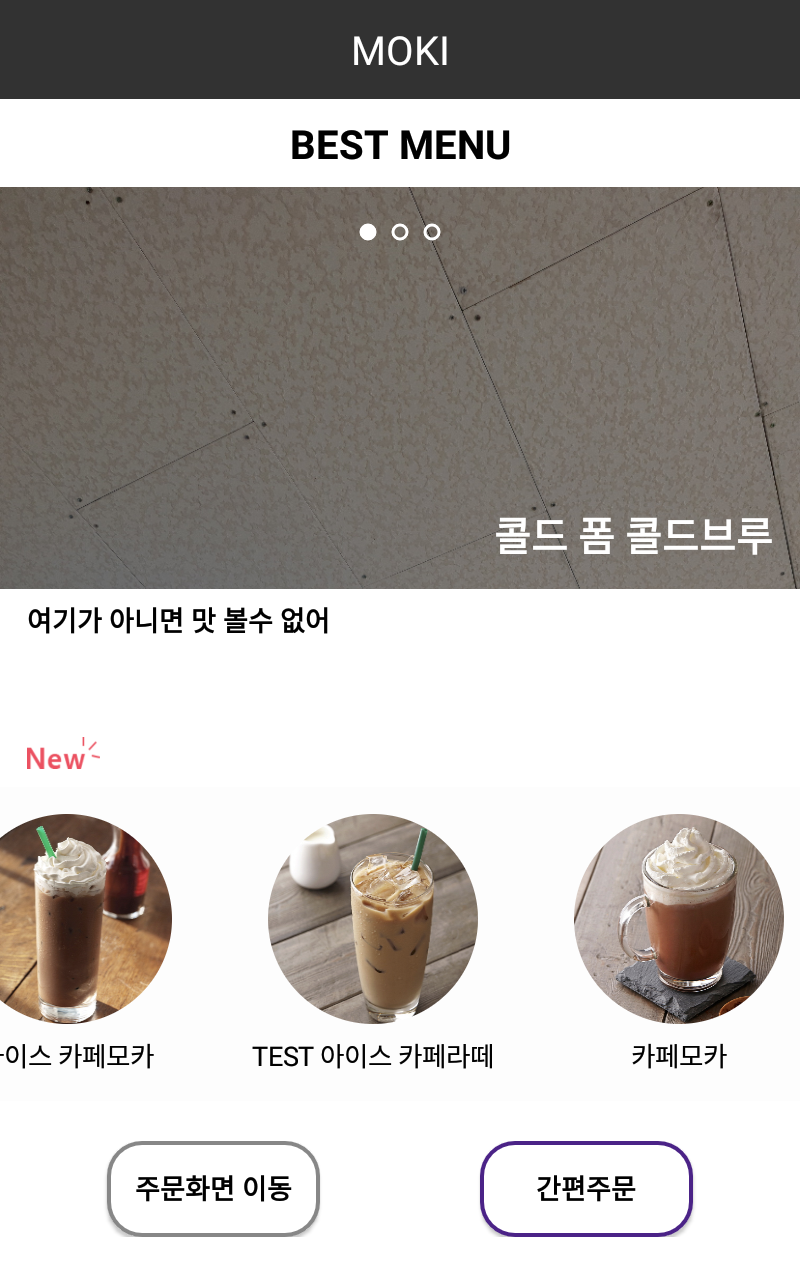 MOKI
BEST MENU
콜드 폼 콜드브루
여기가 아니면 맛 볼수 없어
New
이스 카페모카
TEST 아이스 카페라떼
카페모카
주문화면 이동
간편주문